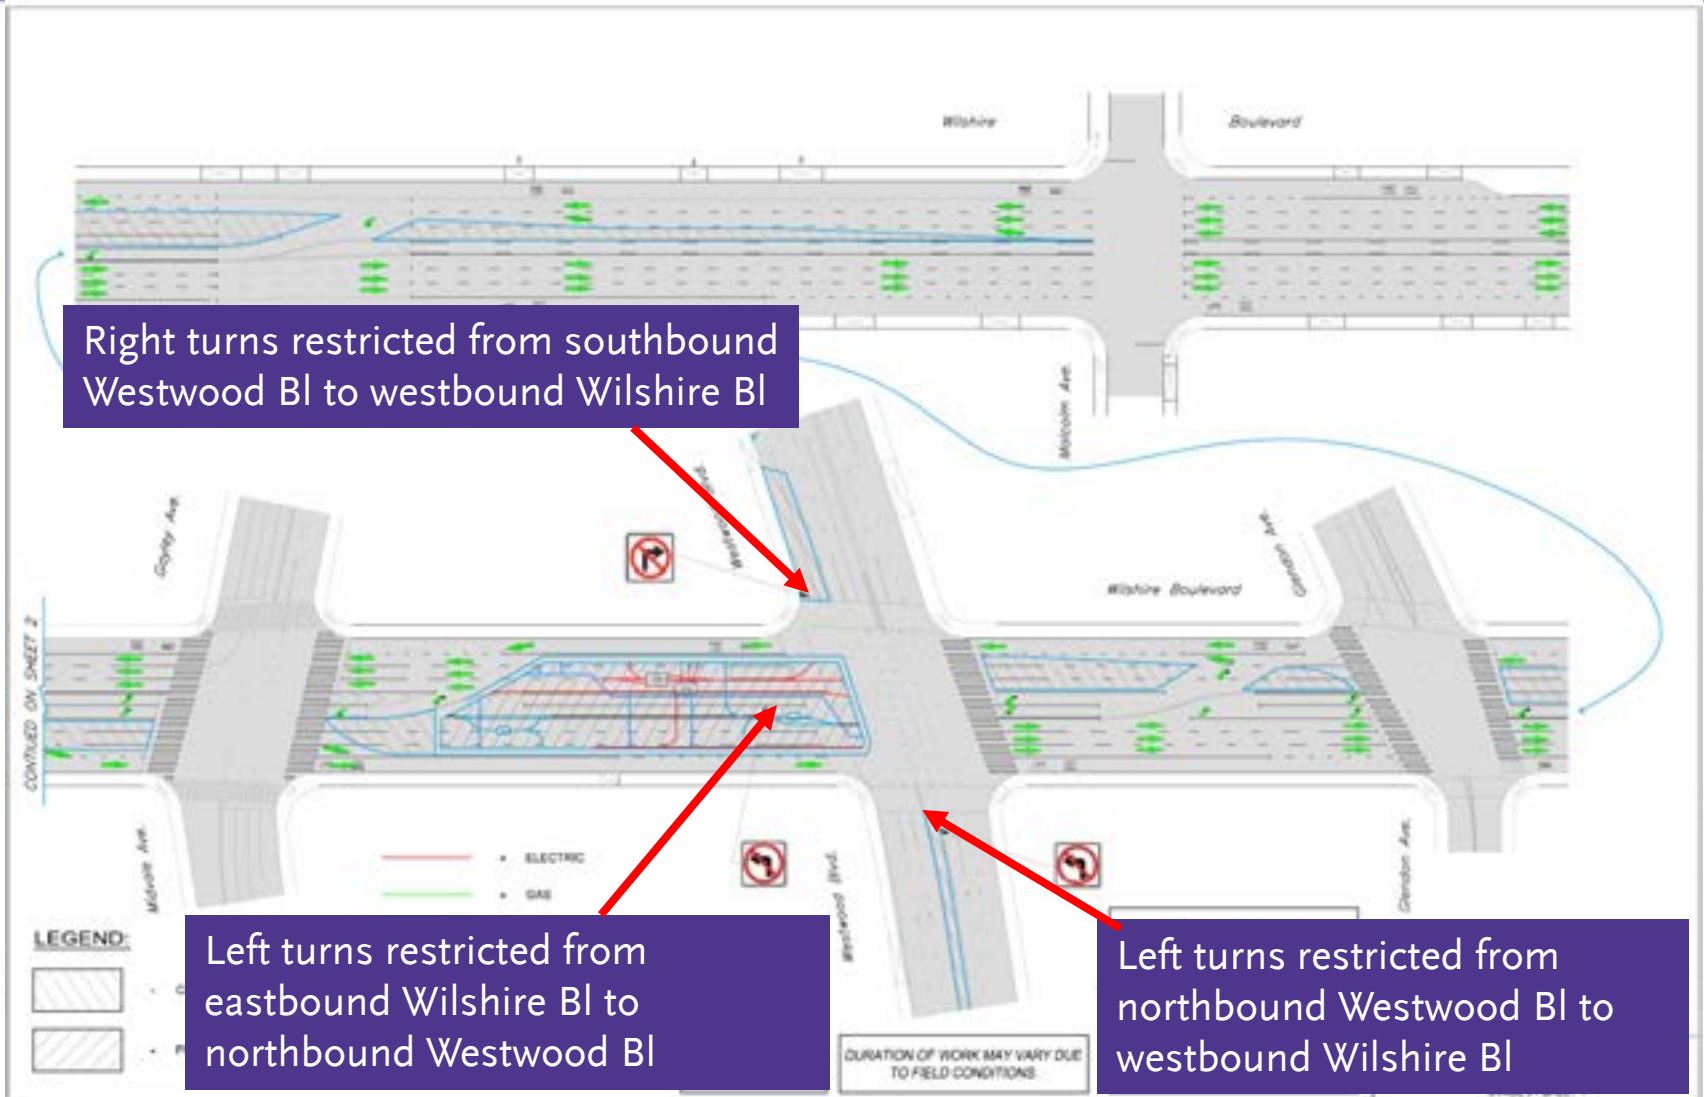 Wilshire Boulevard
Right turns restricted from southbound
Westwood Bl to westbound Wilshire Bl
Malcolm Ave.
Gayley Ave.
Westwood Blvd.
Glendon Ave.
Wilshire Boulevard
CONTIUED ON SHEET 2
Midvale Ave.
ELECTRIC
GAS
Westwood Blvd.
Glendon Ave.
LEGEND:
Left turns restricted from
eastbound Wilshire Bl to
northbound Westwood Bl
DURATION OF WORK MAY VARY DUE
TO FIELD CONDITIONS
Left turns restricted from
northbound Westwood Bl to
westbound Wilshire Bl